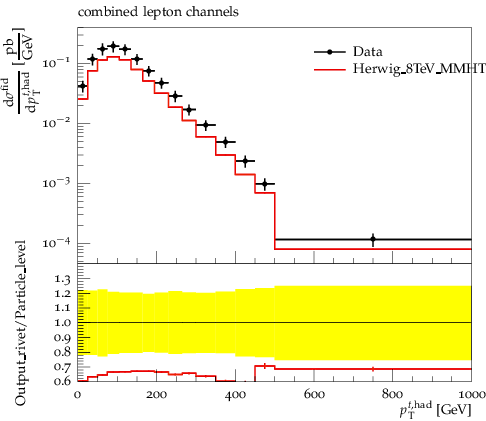 combined lepton channels
dσ^fid / dp_T^t,had [pb / GeV]
Data
Herwig_8TeV_MMHT
10⁻¹
10⁻²
10⁻³
10⁻⁴
Output_rivet/Particle_level
1.3
1.2
1.1
1.0
0.9
0.8
0.7
0.6
0 200 400 600 800 1000
p_T^t,had [GeV]